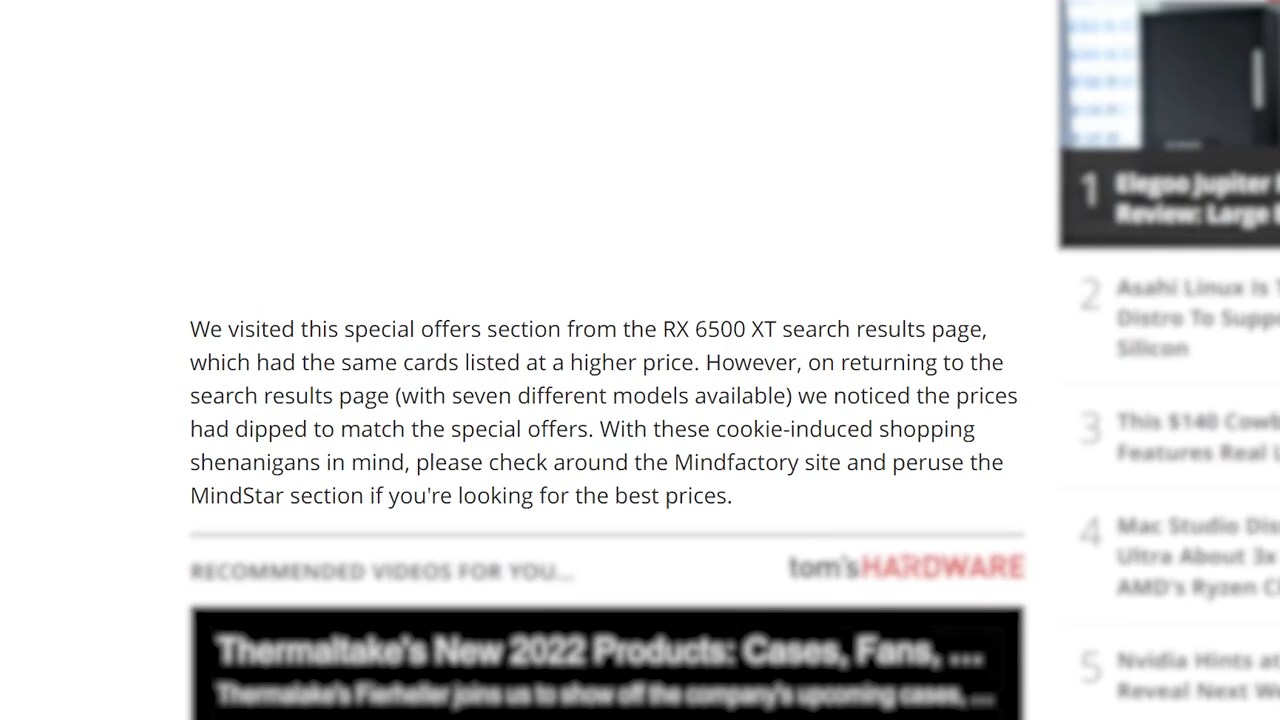 We visited this special offers section from the RX 6500 XT search results page,
which had the same cards listed at a higher price. However, on returning to the
search results page (with seven different models available) we noticed the prices
had dipped to match the special offers. With these cookie-induced shopping
shenanigans in mind, please check around the Mindfactory site and peruse the
MindStar section if you're looking for the best prices.
RECOMMENDED VIDEOS FOR YOU...
tom'sHARDWARE
Thermaltake's New 2022 Products: Cases, Fans, ...
Thermaltake's Fierheller joins us to show off the company's upcoming cases, ...
1
Elegoo Jupiter
Review: Large
2
Asahi Linux Is
Distro To Supp
Silicon
3
This $140 Cowb
Features Real
4
Mac Studio Dis
Ultra About 3x
AMD's Ryzen C
5
Nvidia Hints at
Reveal Next We